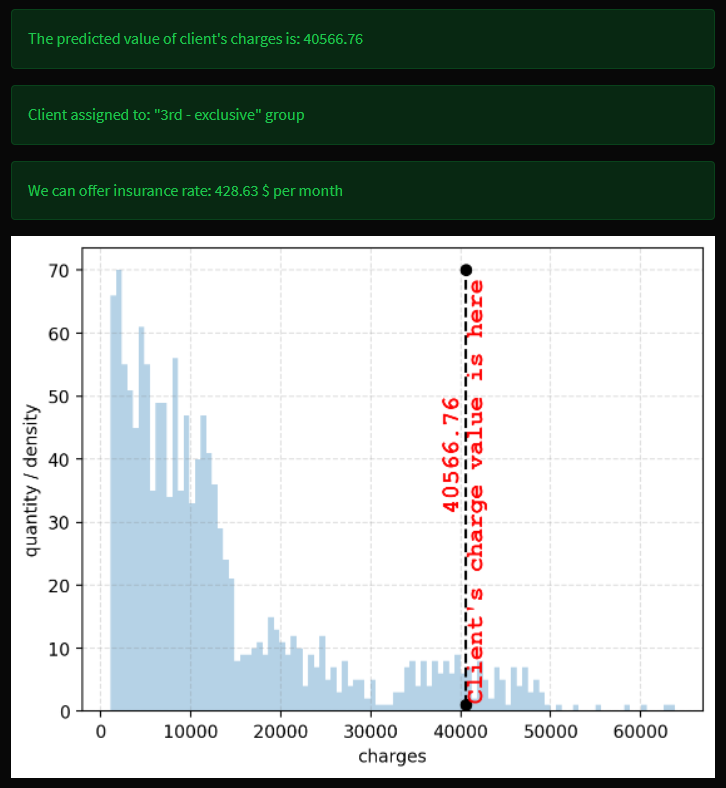 The predicted value of client's charges is: 40566.76
Client assigned to: "3rd - exclusive" group
We can offer insurance rate: 428.63 $ per month
70
60
50
40
30
20
10
0
quantity / density
40566.76
Client's charge value is here
0 10000 20000 30000 40000 50000 60000
charges